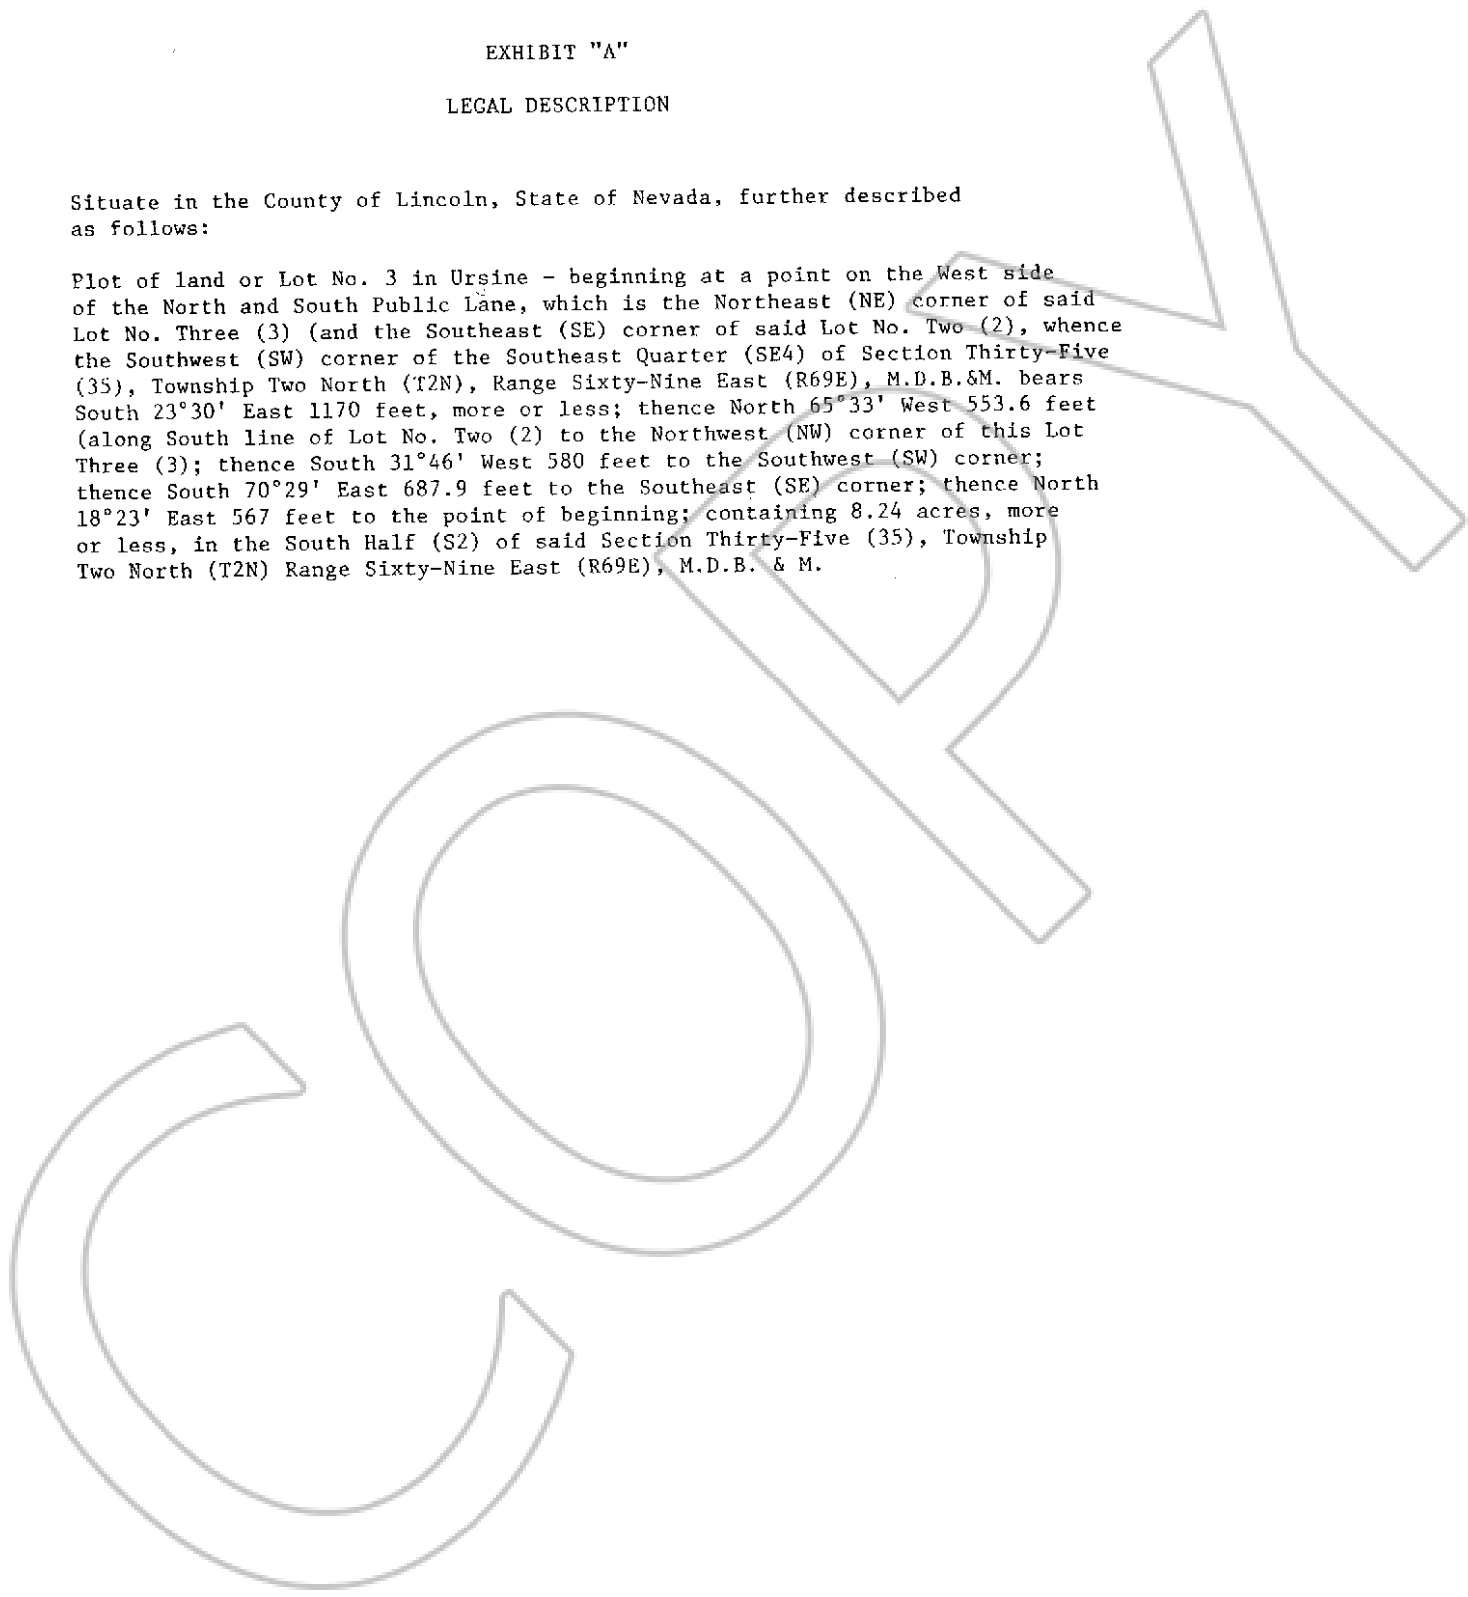 EXHIBIT "A"
LEGAL DESCRIPTION
Situate in the County of Lincoln, State of Nevada, further described
as follows:
Plot of land or Lot No. 3 in Ursine - beginning at a point on the West side
of the North and South Public Lane, which is the Northeast (NE) corner of said
Lot No. Three (3) (and the Southeast (SE) corner of said Lot No. Two (2), whence
the Southwest (SW) corner of the Southeast Quarter (SE4) of Section Thirty-Five
(35), Township Two North (T2N), Range Sixty-Nine East (R69E), M.D.B.&M. bears
South 23°30' East 1170 feet, more or less; thence North 65°33' West 553.6 feet
(along South line of Lot No. Two (2) to the Northwest (NW) corner of this Lot
Three (3); thence South 31°46' West 580 feet to the Southwest (SW) corner;
thence South 70°29' East 687.9 feet to the Southeast (SE) corner; thence North
18°23' East 567 feet to the point of beginning; containing 8.24 acres, more
or less, in the South Half (S2) of said Section Thirty-Five (35), Township
Two North (T2N) Range Sixty-Nine East (R69E), M.D.B. & M.
COPY